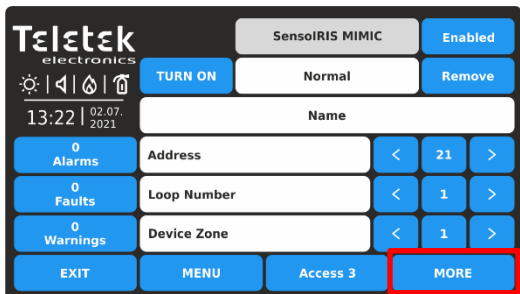 Teletek
electronics
SensoIRIS MIMIC
Enabled
TURN ON
Normal
Remove
13:22 02.07.
2021
Name
0
Alarms
Address
< 21 >
0
Faults
Loop Number
< 1 >
0
Warnings
Device Zone
< 1 >
EXIT
MENU
Access 3
MORE